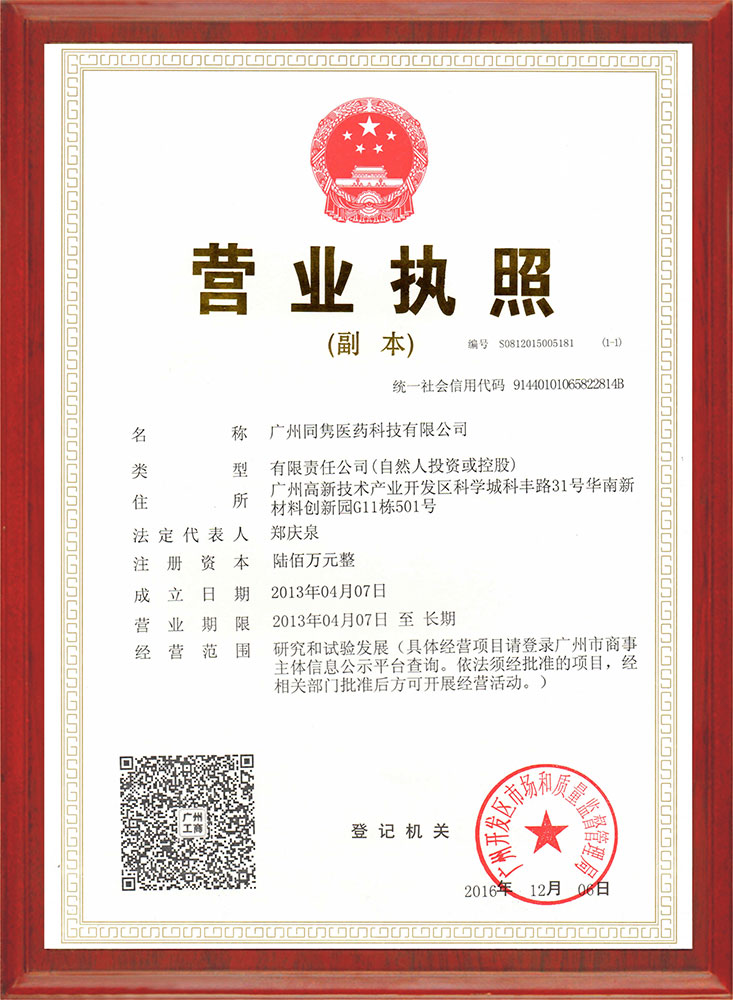 营业执照
(副 本)
编号 S0812015005181 (1-1)
统一社会信用代码 91440101065822814B
名 称 广州同隽医药科技有限公司
类 型 有限责任公司(自然人投资或控股)
住 所 广州高新技术产业开发区科学城科丰路31号华南新
材料创新园G11栋501号
法定代表人 郑庆泉
注册资本 陆佰万元整
成立日期 2013年04月07日
营业期限 2013年04月07日 至 长期
经营范围 研究和试验发展（具体经营项目请登录广州市商事
主体信息公示平台查询。依法须经批准的项目，经
相关部门批准后方可开展经营活动。）
广州
工商
登记机关
广州开发区市场和质量监督管理局
2016年 12月 06日